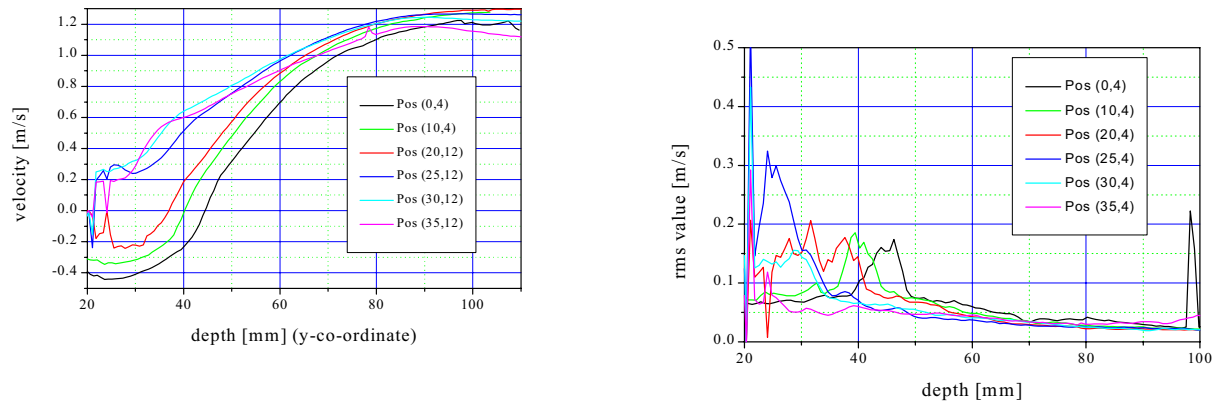 1.2
1.0
0.8
0.6
0.4
0.2
0.0
-0.2
-0.4
20 40 60 80 100
velocity [m/s]
depth [mm] (y-co-ordinate)
Pos (0,4)
Pos (10,4)
Pos (20,12)
Pos (25,12)
Pos (30,12)
Pos (35,12)
0.5
0.4
0.3
0.2
0.1
0.0
20 40 60 80 100
rms value [m/s]
depth [mm]
Pos (0,4)
Pos (10,4)
Pos (20,4)
Pos (25,4)
Pos (30,4)
Pos (35,4)